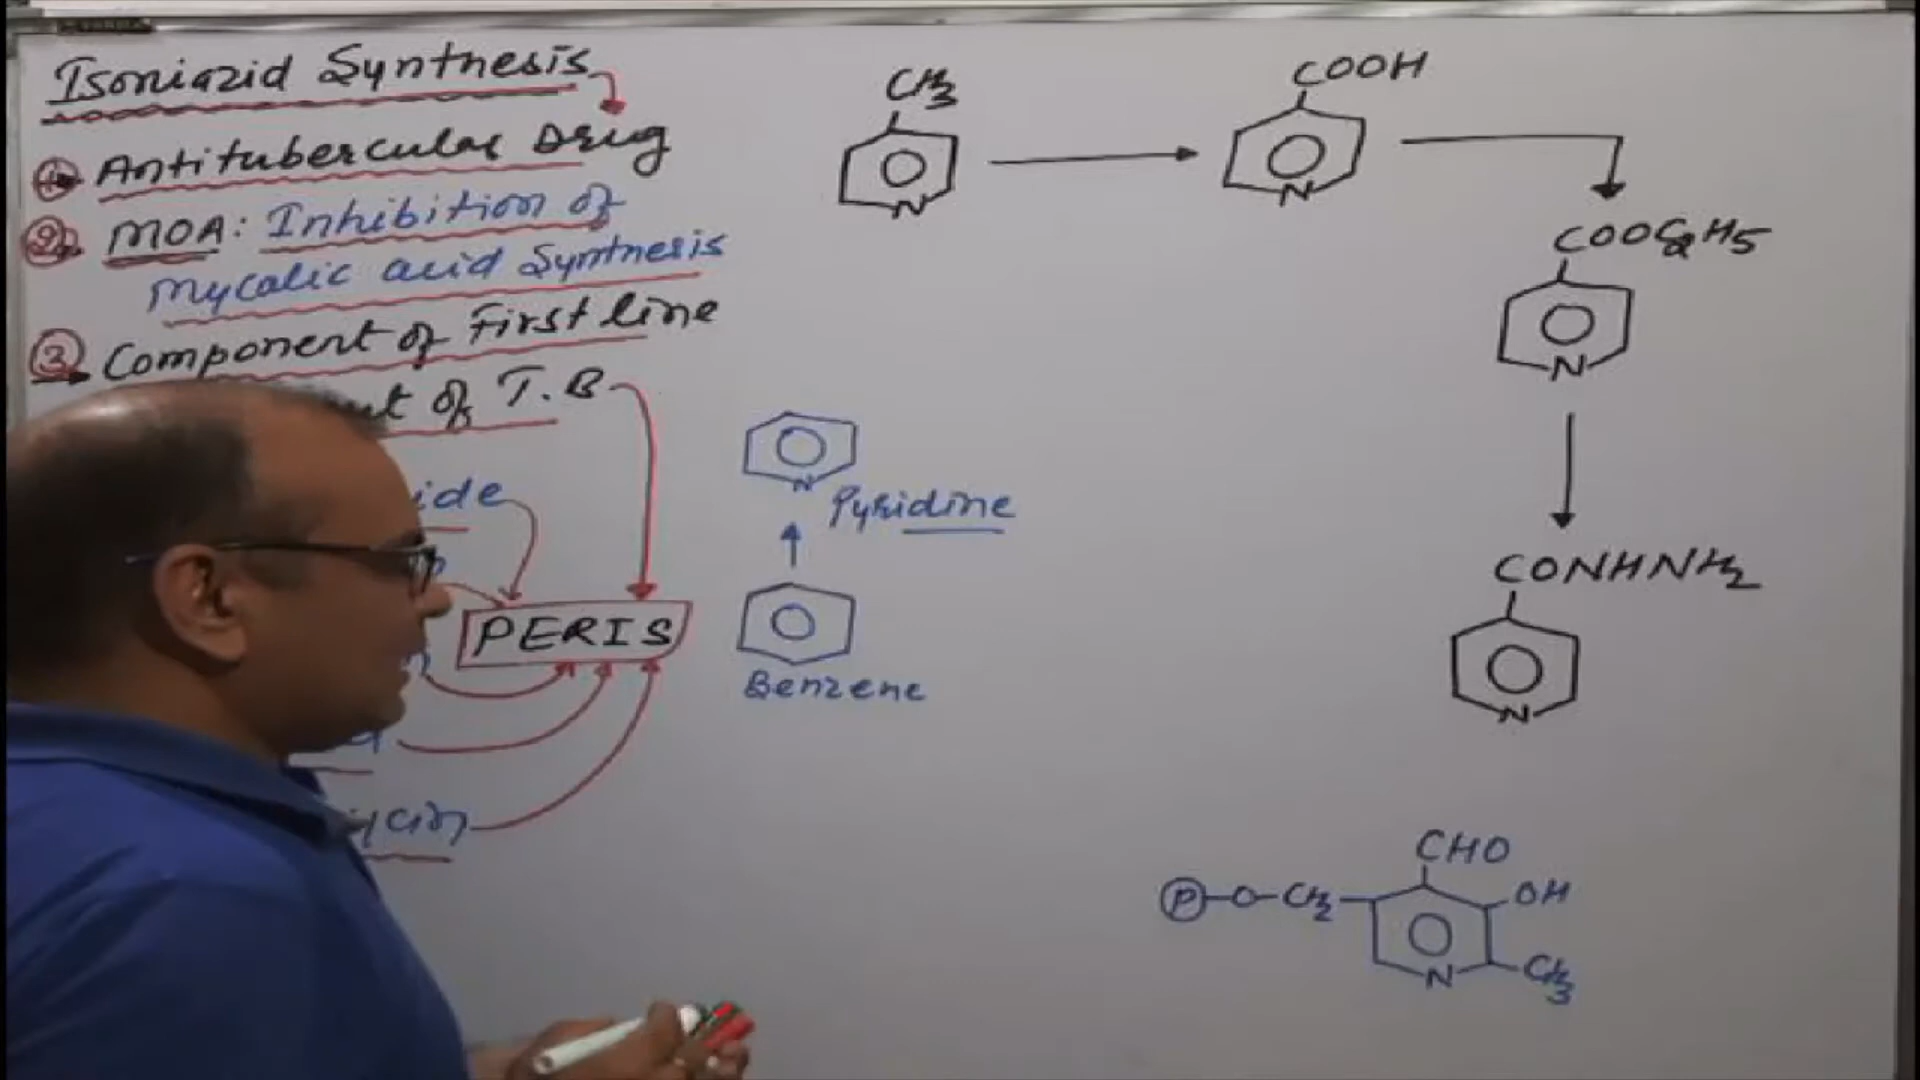 Isoniazid Synthesis
① Antitubercular Drug
② MOA: Inhibition of
Mycalic acid Synthesis
③ Component of First line
of T.B
PERIS
Pyridine
Benzene
CH3
N
COOH
N
COOC2H5
N
CONHNH2
N
CHO
P-O-CH2
OH
N
CH3
N